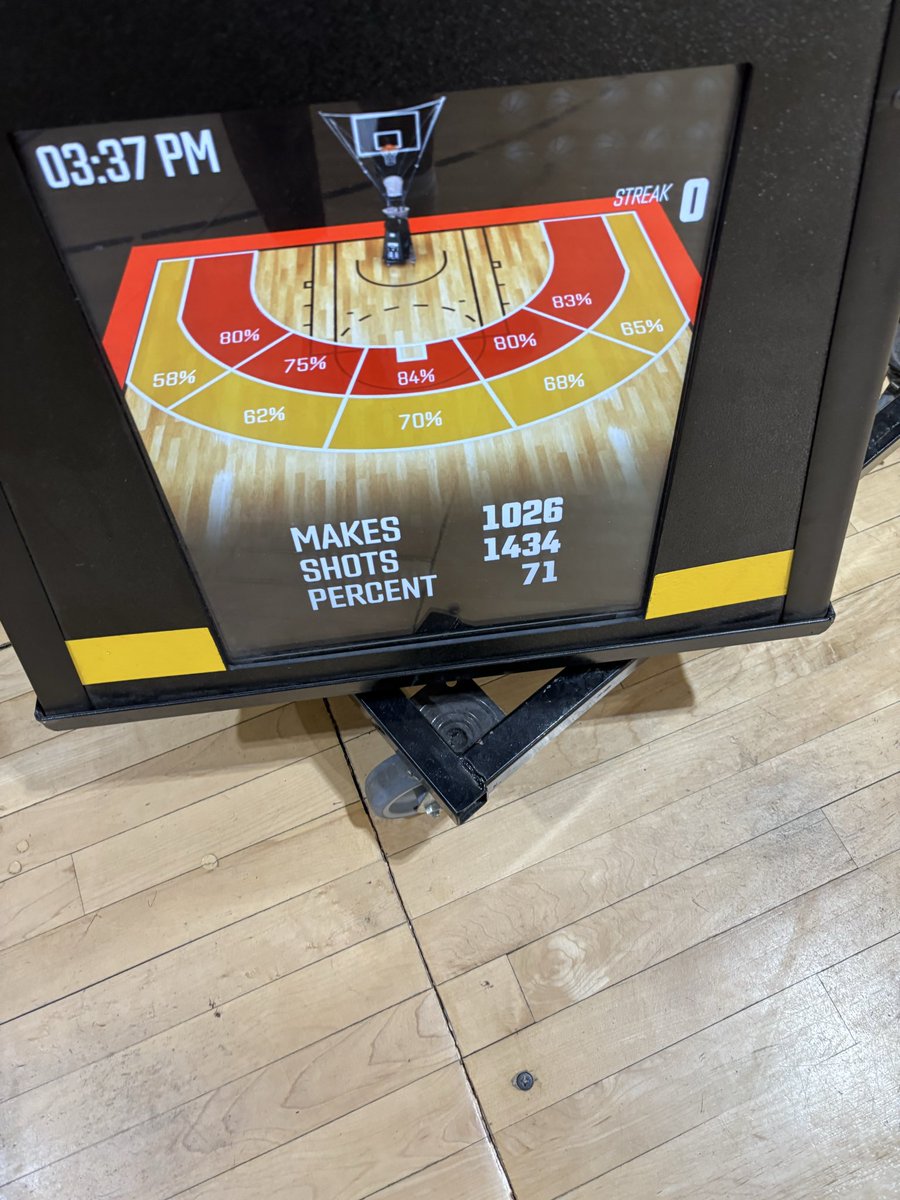 03:37 PM
STREAK 0
83%
80% 80% 65%
75%
84%
58% 68%
62% 70%
MAKES 1026
SHOTS 1434
PERCENT 71